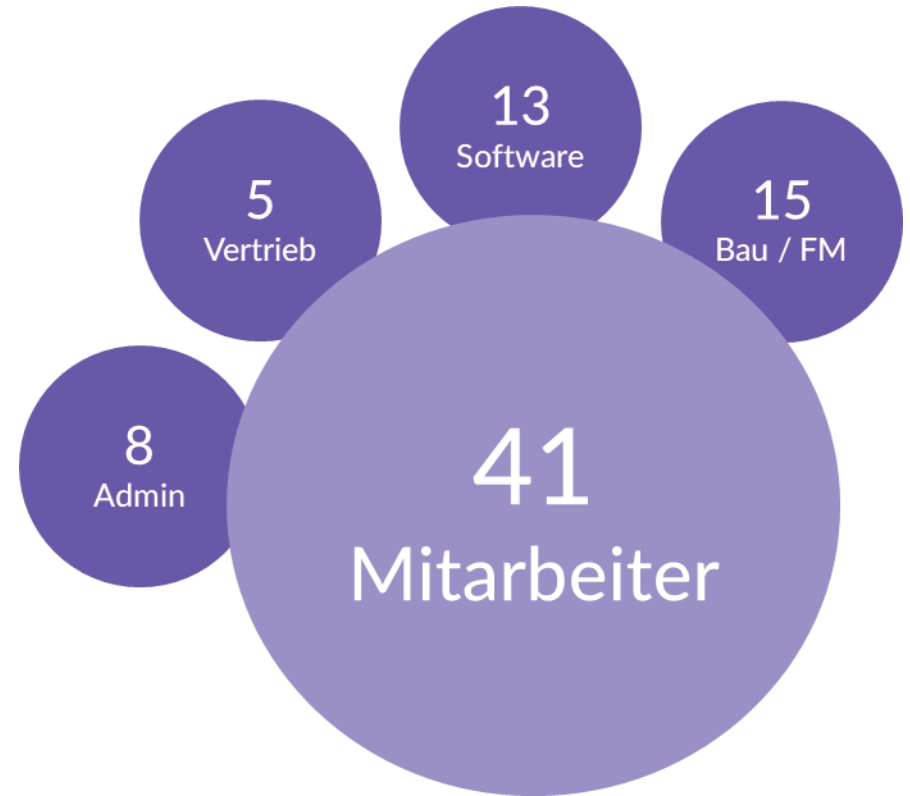 13
Software
5
Vertrieb
15
Bau / FM
8
Admin
41
Mitarbeiter